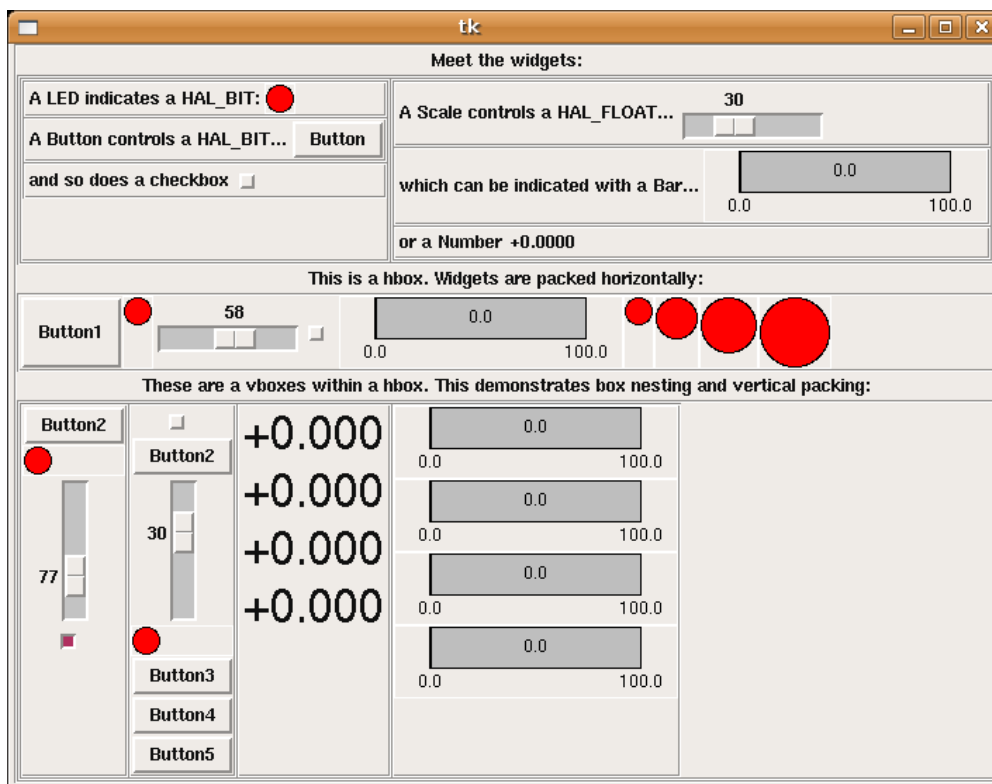 tk
Meet the widgets:
A LED indicates a HAL_BIT:
A Button controls a HAL_BIT... Button
and so does a checkbox
30
A Scale controls a HAL_FLOAT...
0.0
which can be indicated with a Bar...
0.0 100.0
or a Number +0.0000
This is a hbox. Widgets are packed horizontally:
Button1
58
0.0
0.0 100.0
These are a vboxes within a hbox. This demonstrates box nesting and vertical packing:
Button2
77
Button2
30
Button3
Button4
Button5
+0.000
+0.000
+0.000
+0.000
0.0
0.0 100.0
0.0
0.0 100.0
0.0
0.0 100.0
0.0
0.0 100.0